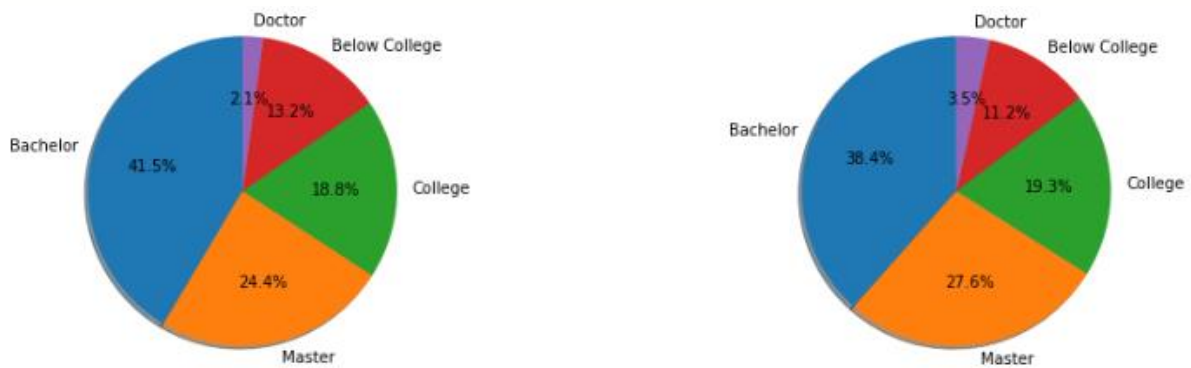 Doctor
Below College
2.1%
13.2%
Bachelor
41.5%
18.8%
College
24.4%
Master
Doctor
Below College
3.5%
11.2%
Bachelor
38.4%
19.3%
College
27.6%
Master